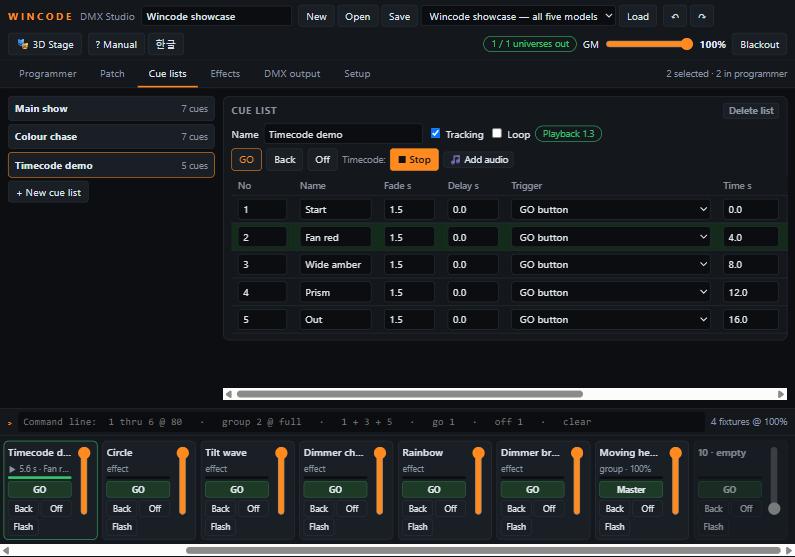 WINCODE DMX Studio Wincode showcase New Open Save Wincode showcase — all five models Load
3D Stage ? Manual 한글 1 / 1 universes out GM 100% Blackout
Programmer Patch Cue lists Effects DMX output Setup 2 selected · 2 in programmer
Main show 7 cues
Colour chase 7 cues
Timecode demo 5 cues
+ New cue list
CUE LIST Delete list
Name Timecode demo Tracking Loop Playback 1.3
GO Back Off Timecode: Stop Add audio
No Name Fade s Delay s Trigger Time s
1 Start 1.5 0.0 GO button 0.0
2 Fan red 1.5 0.0 GO button 4.0
3 Wide amber 1.5 0.0 GO button 8.0
4 Prism 1.5 0.0 GO button 12.0
5 Out 1.5 0.0 GO button 16.0
> Command line: 1 thru 6 @ 80 · group 2 @ full · 1 + 3 + 5 · go 1 · off 1 · clear 4 fixtures @ 100%
Timecode d... Circle Tilt wave Dimmer ch... Rainbow Dimmer br... Moving he... 10 · empty
▶ 5.6 s · Fan r... effect effect effect effect effect group · 100%
GO GO GO GO GO GO Master GO
Back Off Back Off Back Off Back Off Back Off Back Off Back Off Back Off
Flash Flash Flash Flash Flash Flash Flash Flash